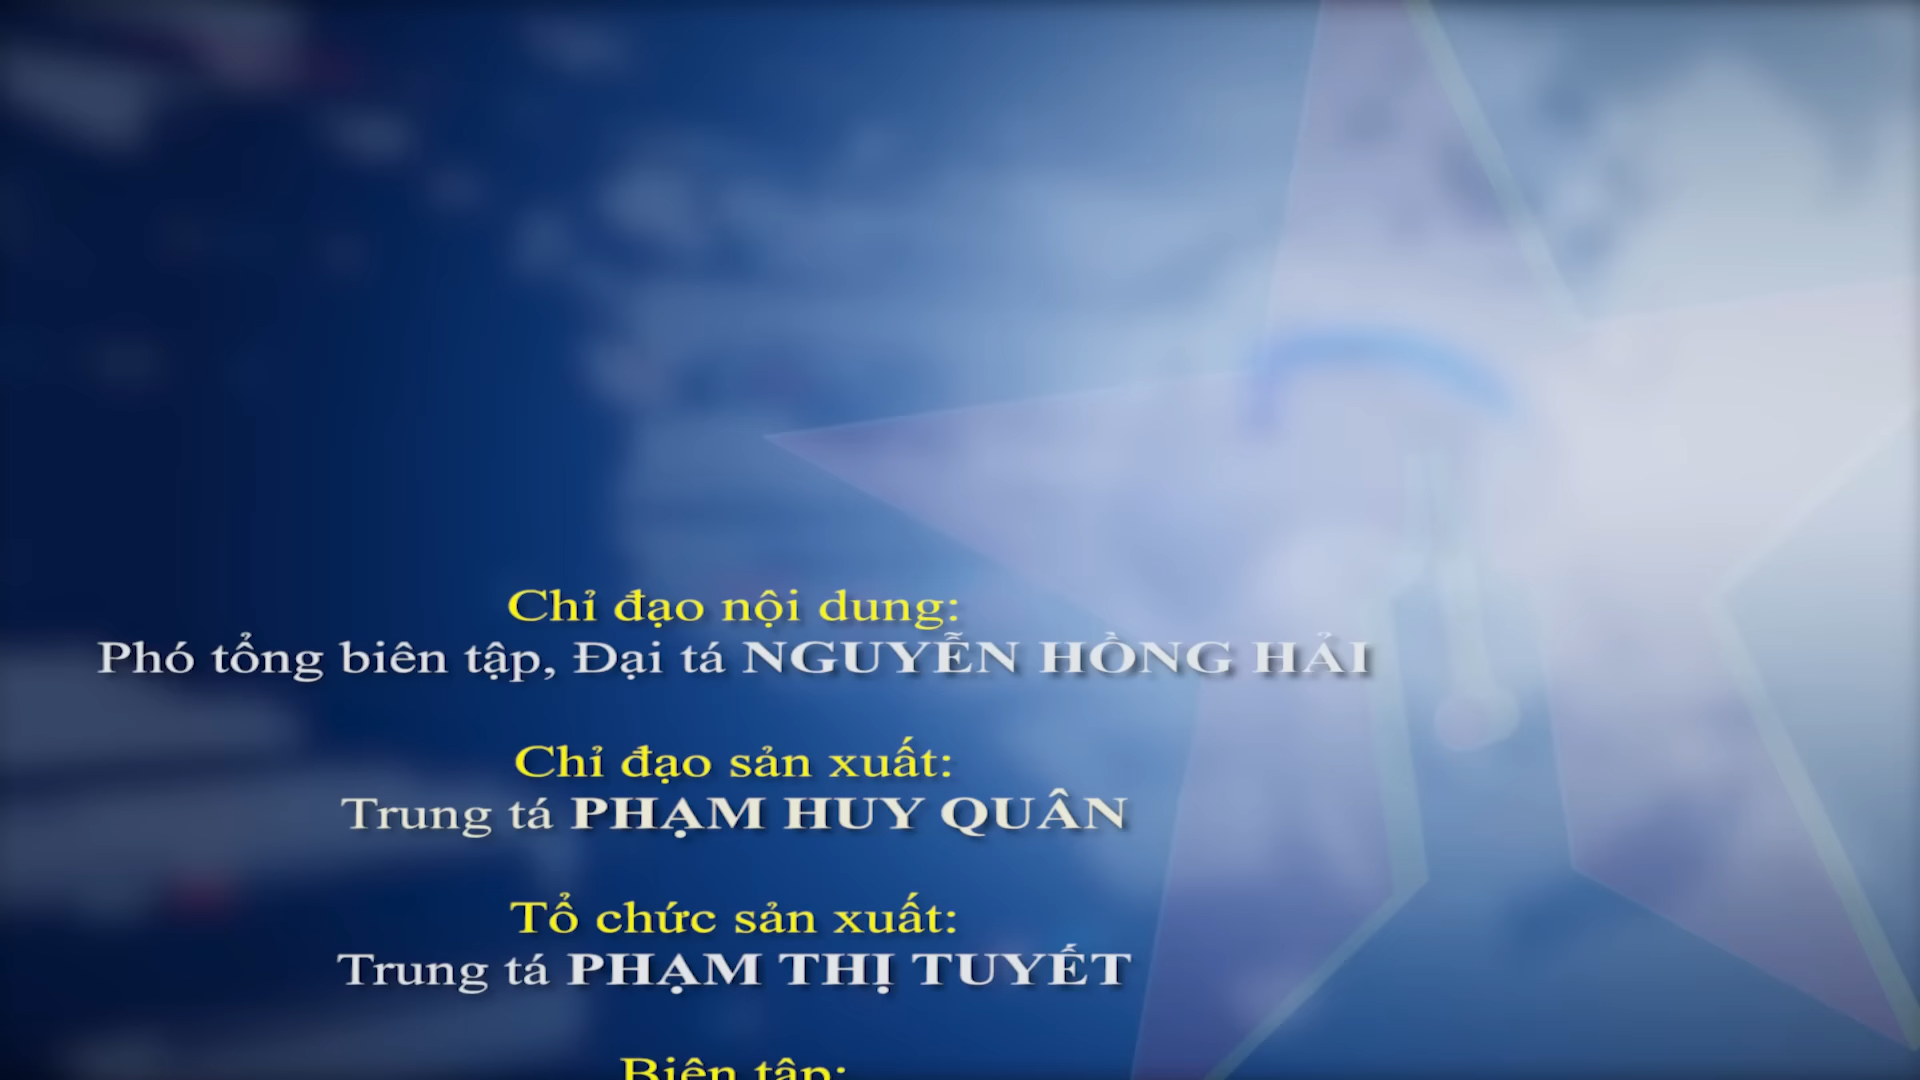 Chỉ đạo nội dung:
Phó tổng biên tập, Đại tá NGUYỄN HỒNG HẢI
Chỉ đạo sản xuất:
Trung tá PHẠM HUY QUÂN
Tổ chức sản xuất:
Trung tá PHẠM THỊ TUYẾT
Biên tập: